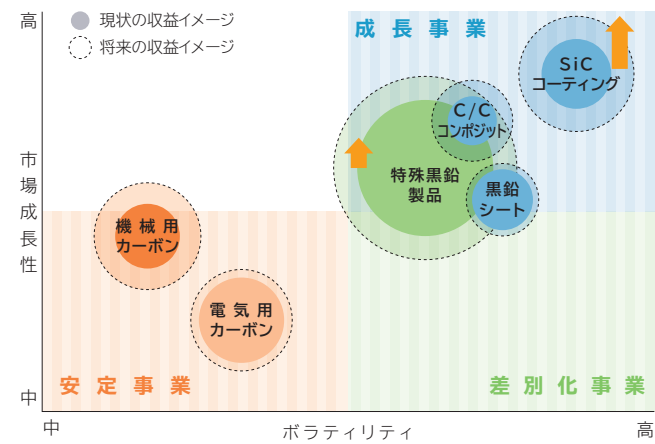 高
現状の収益イメージ
将来の収益イメージ
成長事業
SiC
コーティング
C/C
コンポジット
特殊黒鉛
製品
黒鉛
シート
市場成長性
機械用
カーボン
電気用
カーボン
安定事業
差別化事業
中
中
ボラティリティ
高